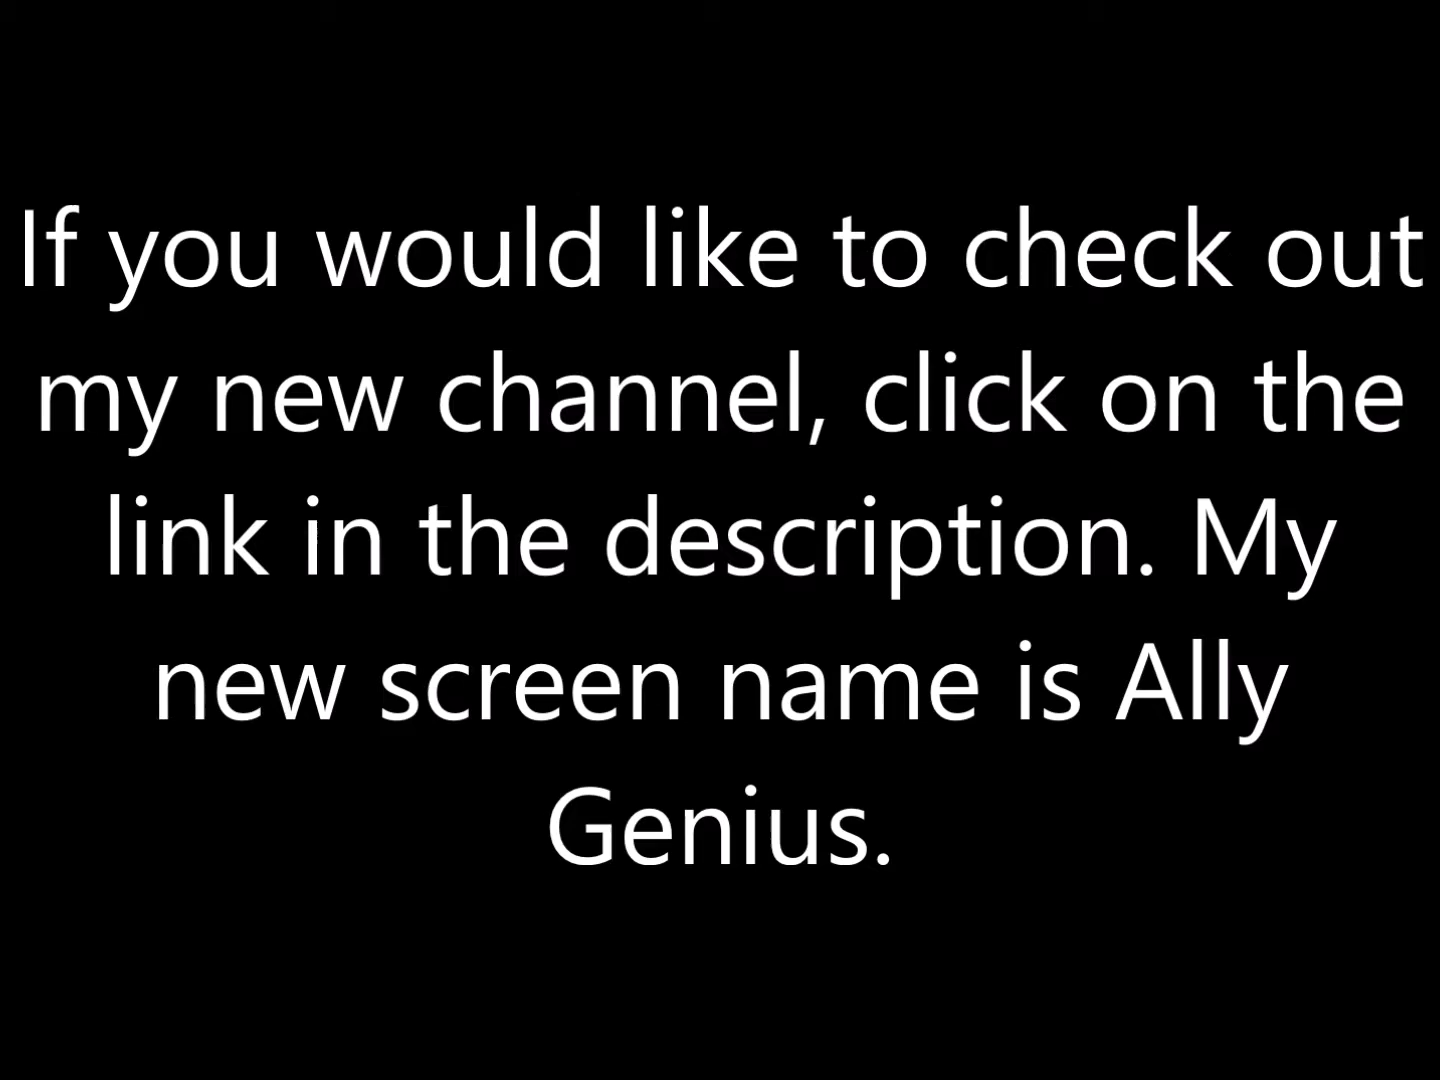 If you would like to check out
my new channel, click on the
link in the description. My
new screen name is Ally
Genius.